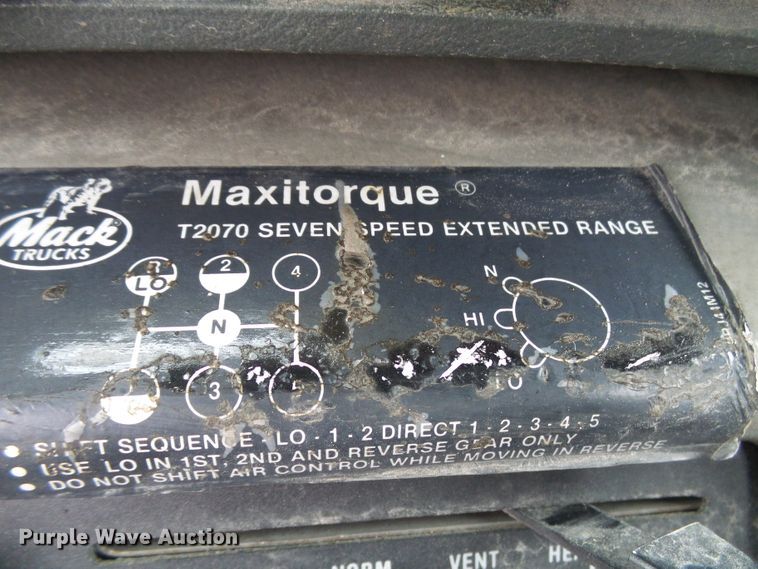 Mack
TRUCKS
Maxitorque ®
T2070 SEVEN SPEED EXTENDED RANGE
LO
2
4
N
3
N
HI
LO
SHIFT SEQUENCE - LO - 1 - 2 DIRECT 1 - 2 - 3 - 4 - 5
USE LO IN 1ST, 2ND AND REVERSE GEAR ONLY
DO NOT SHIFT AIR CONTROL WHILE MOVING IN REVERSE
NORM
VENT
Purple Wave Auction